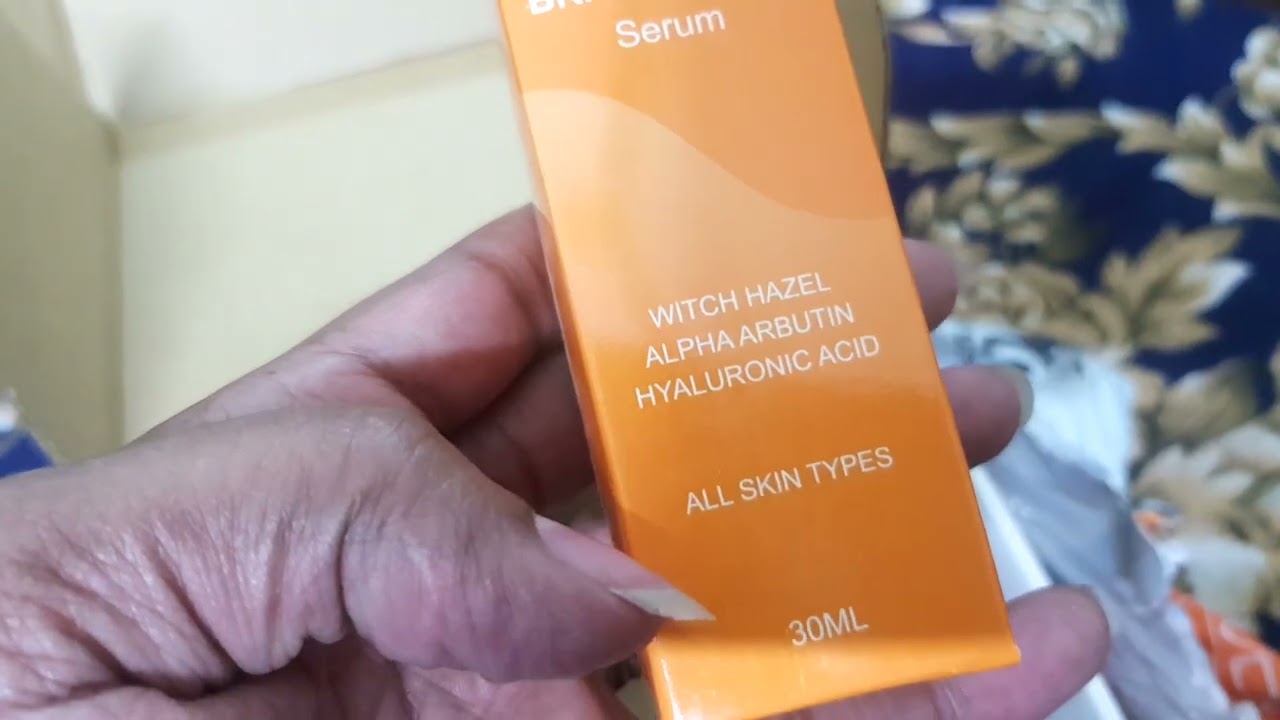 Serum
WITCH HAZEL
ALPHA ARBUTIN
HYALURONIC ACID
ALL SKIN TYPES
30ML